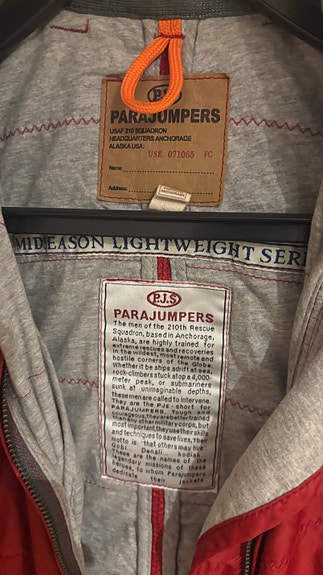 P.J.S
PARAJUMPERS
USAF 210 SQUADRON
HEADQUARTERS ANCHORAGE
ALASKA USA:
USE 071065 FC
Name
Address
MIDSEASON LIGHTWEIGHT SER
P.J.S
PARAJUMPERS
The men of the 210th Rescue
Squadron, based in Anchorage,
Alaska, are highly trained for
extreme rescues and recoveries
in the wildest, most remote and
hostile corners of the Globe.
Whether it be ships adrift at sea,
rock-climbers stuck atop a 4,000-
meter peak, or submariners
sunk at unimaginable depths,
these men are called to intervene.
They are the PJs - short for
PARAJUMPERS. Tough and
courageous, they are better trained
than any other military corps, but
most important, they use their skills
and techniques to save lives, their
motto is "that others may live
Gobi, Denali, kodiak
These are the names of the
legendary missions of these
heroes, to whom Parajumpers
dedicate their jackets